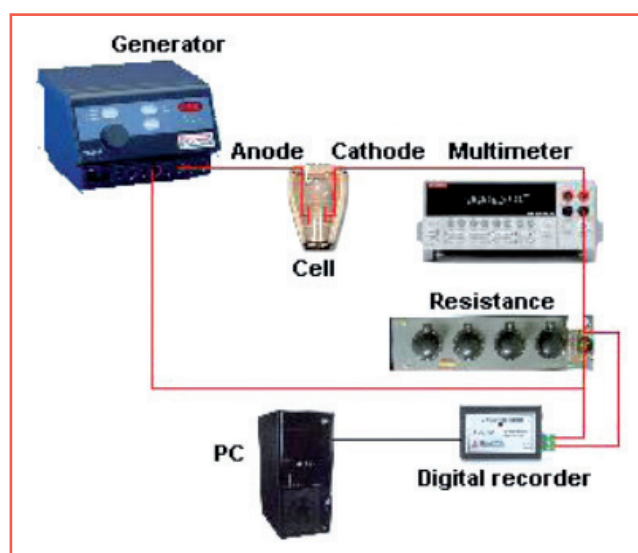 Generator
Anode Cathode Multimeter
Cell
Resistance
PC
Digital recorder